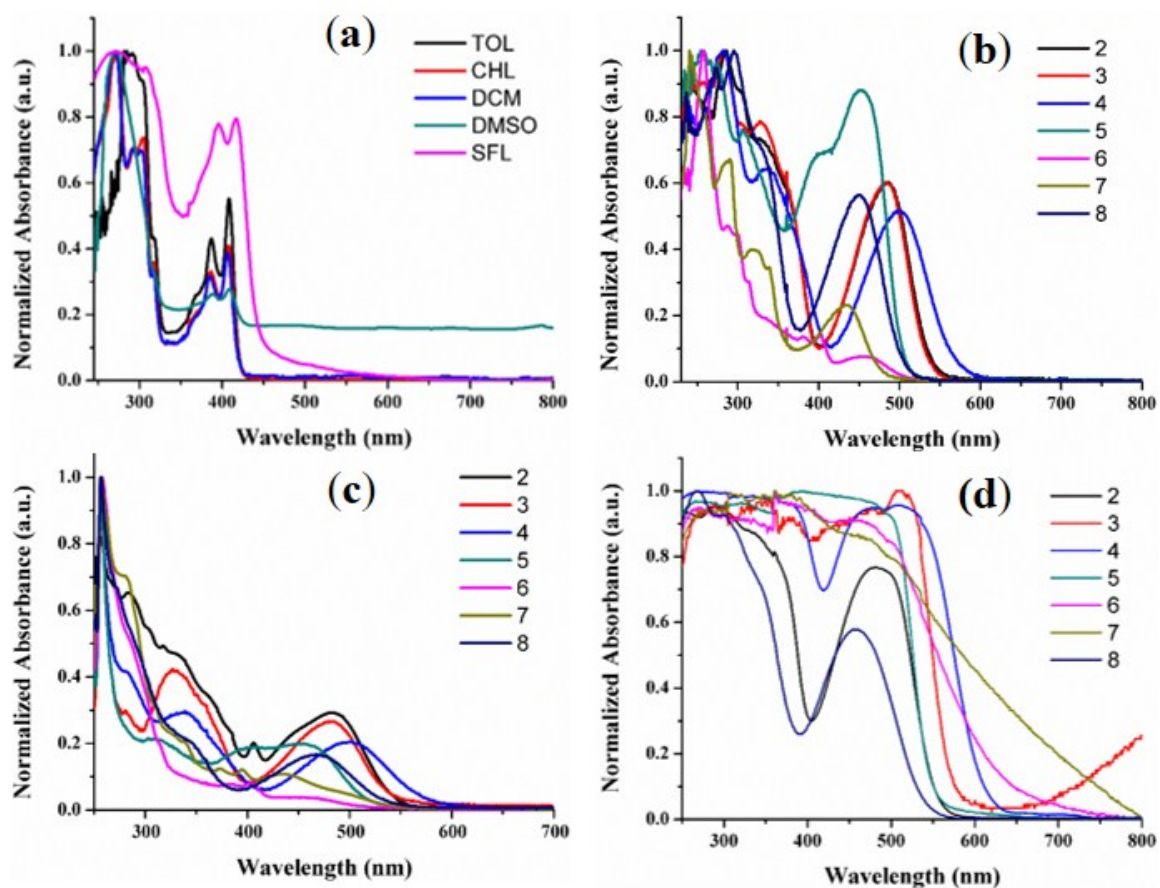 (a)
TOL
CHL
DCM
DMSO
SFL
Normalized Absorbance (a.u.)
1.0
0.8
0.6
0.4
0.2
0.0
300 400 500 600 700 800
Wavelength (nm)
(b)
2
3
4
5
6
7
8
Normalized Absorbance (a.u.)
1.0
0.8
0.6
0.4
0.2
0.0
300 400 500 600 700 800
Wavelength (nm)
(c)
2
3
4
5
6
7
8
Normalized Absorbance (a.u.)
1.0
0.8
0.6
0.4
0.2
0.0
300 400 500 600 700
Wavelength (nm)
(d)
2
3
4
5
6
7
8
Normalized Absorbance (a.u.)
1.0
0.8
0.6
0.4
0.2
0.0
300 400 500 600 700 800
Wavelength (nm)